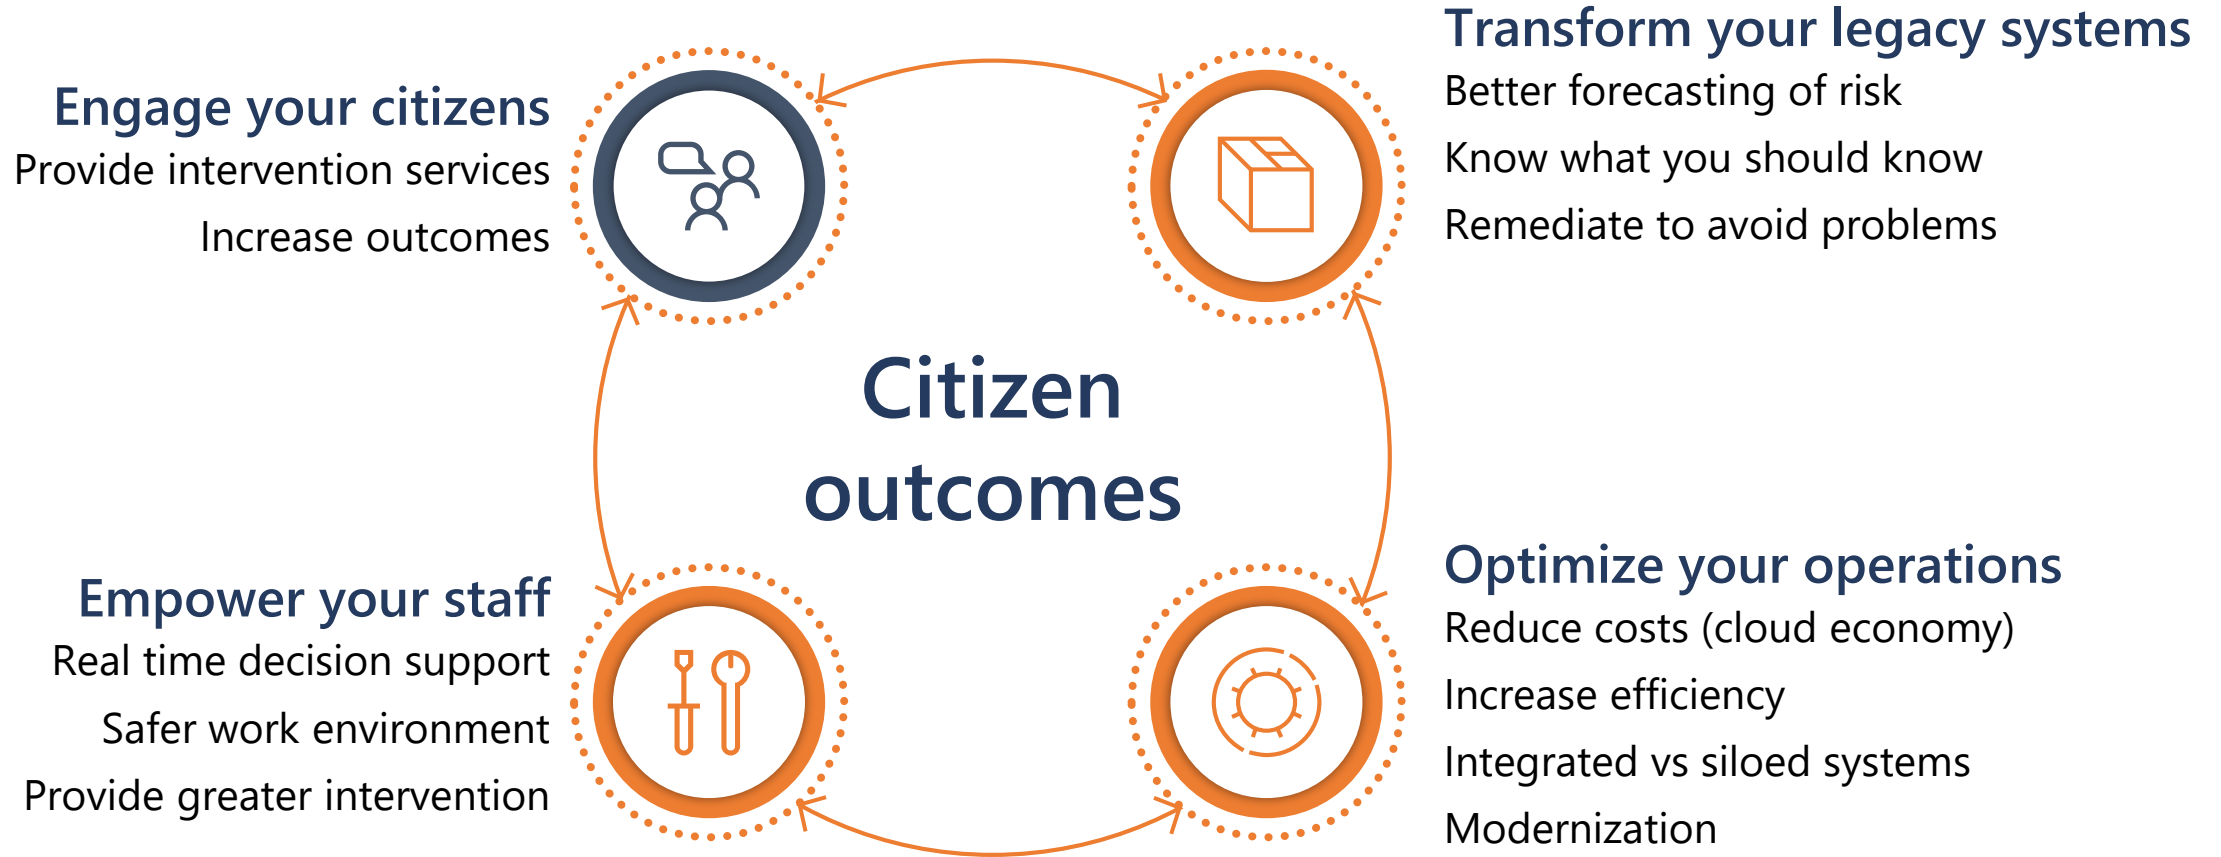 Engage your citizens
Provide intervention services
Increase outcomes
Transform your legacy systems
Better forecasting of risk
Know what you should know
Remediate to avoid problems
Citizen
outcomes
Empower your staff
Real time decision support
Safer work environment
Provide greater intervention
Optimize your operations
Reduce costs (cloud economy)
Increase efficiency
Integrated vs siloed systems
Modernization